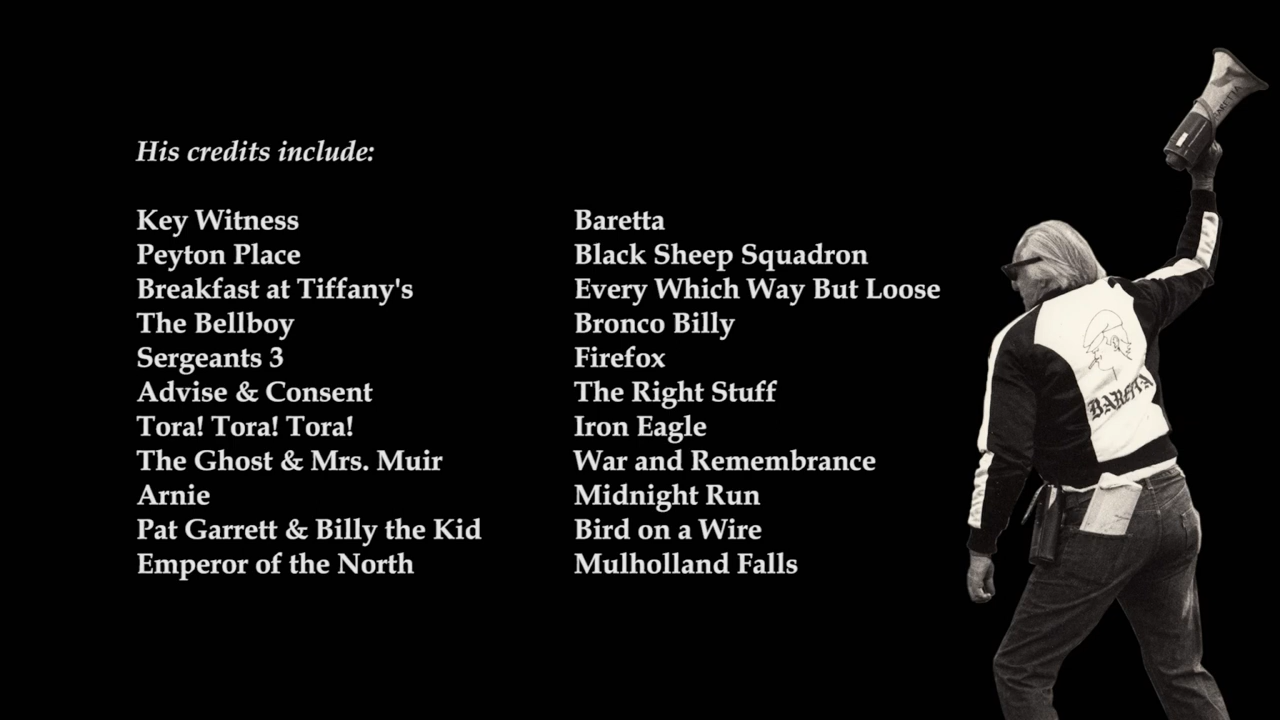 His credits include:
Key Witness
Peyton Place
Breakfast at Tiffany's
The Bellboy
Sergeants 3
Advise & Consent
Tora! Tora! Tora!
The Ghost & Mrs. Muir
Arnie
Pat Garrett & Billy the Kid
Emperor of the North
Baretta
Black Sheep Squadron
Every Which Way But Loose
Bronco Billy
Firefox
The Right Stuff
Iron Eagle
War and Remembrance
Midnight Run
Bird on a Wire
Mulholland Falls
BARETTA
BARETTA